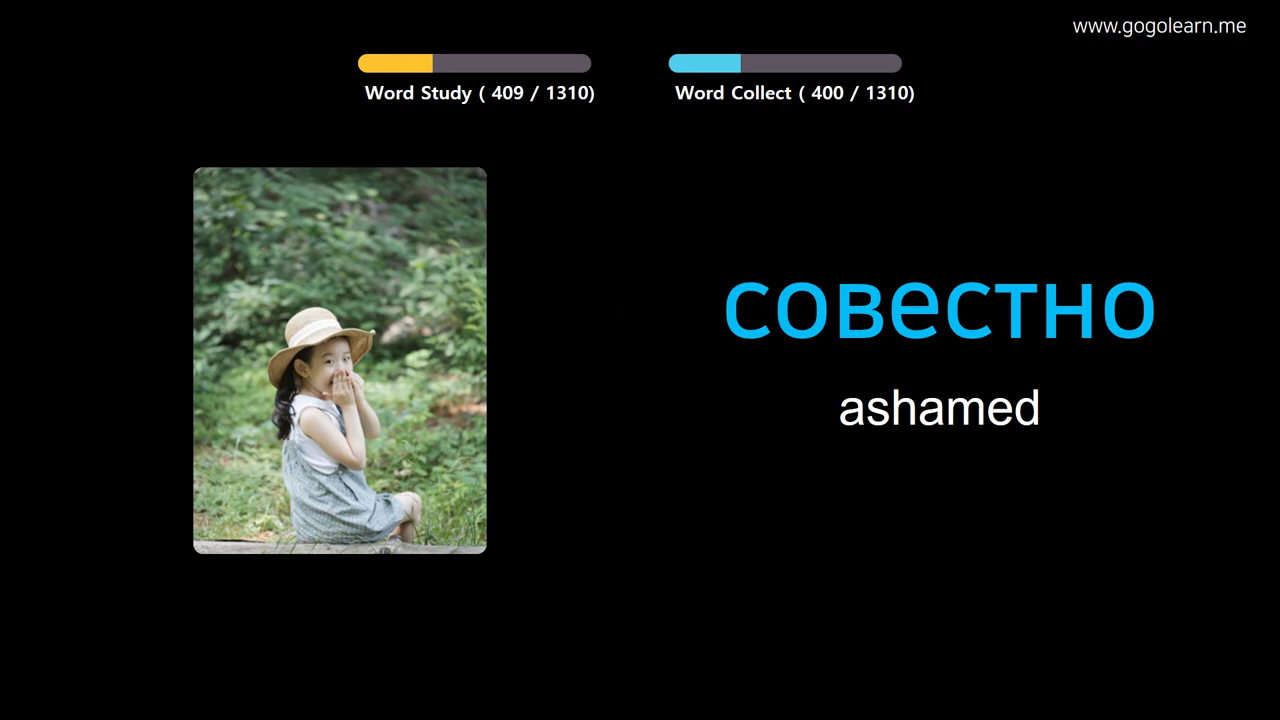 www.gogolearn.me
Word Study ( 409 / 1310)
Word Collect ( 400 / 1310)
совестно
ashamed